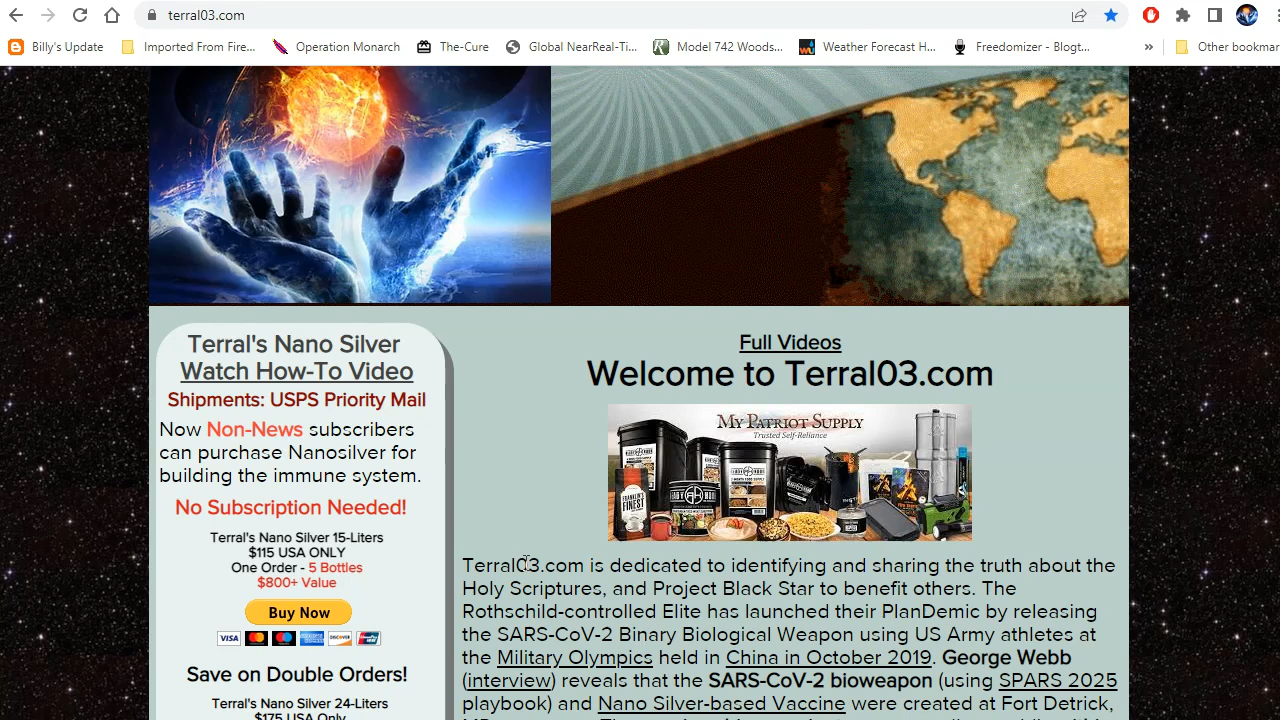 terral03.com
Billy's Update
Imported From Fire...
Operation Monarch
The-Cure
Global NearReal-Ti...
Model 742 Woods...
Weather Forecast H...
Freedomizer - Blogt...
»
Other bookmar
Terral's Nano Silver
Watch How-To Video
Shipments: USPS Priority Mail
Now Non-News subscribers
can purchase Nanosilver for
building the immune system.
No Subscription Needed!
Terral's Nano Silver 15-Liters
$115 USA ONLY
One Order - 5 Bottles
$800+ Value
Buy Now
VISA
DISCOVER
Save on Double Orders!
Terral's Nano Silver 24-Liters
$175 USA Only
Full Videos
Welcome to Terral03.com
MY PATRIOT SUPPLY
Trusted Self-Reliance
FRANKLIN'S
FINEST
Terral03.com is dedicated to identifying and sharing the truth about the
Holy Scriptures, and Project Black Star to benefit others. The
Rothschild-controlled Elite has launched their PlanDemic by releasing
the SARS-CoV-2 Binary Biological Weapon using US Army athletes at
the Military Olympics held in China in October 2019. George Webb
(interview) reveals that the SARS-CoV-2 bioweapon (using SPARS 2025
playbook) and Nano Silver-based Vaccine were created at Fort Detrick,